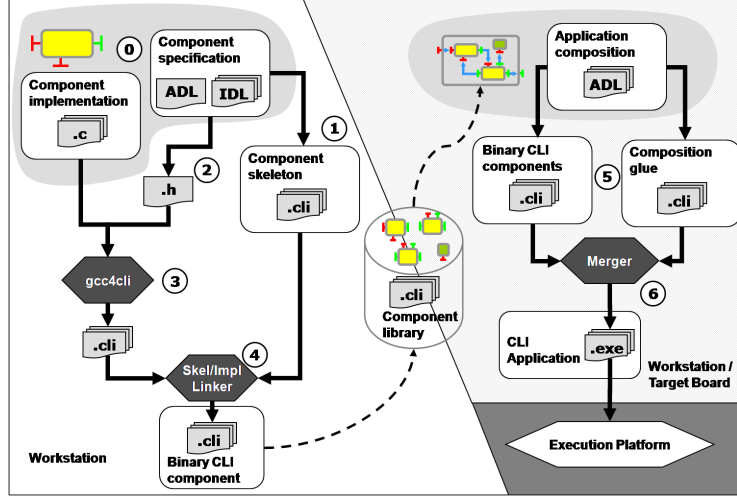 0
Component
specification
ADL
IDL
Component
implementation
.c
1
2
.h
Component
skeleton
.cli
gcc4cli
3
.cli
4
Skel/Impl
Linker
.cli
Binary CLI
component
Workstation
.cli
Component
library
Application
composition
ADL
Binary CLI
components
.cli
5
Composition
glue
.cli
Merger
6
CLI
Application
.exe
Workstation /
Target Board
Execution Platform